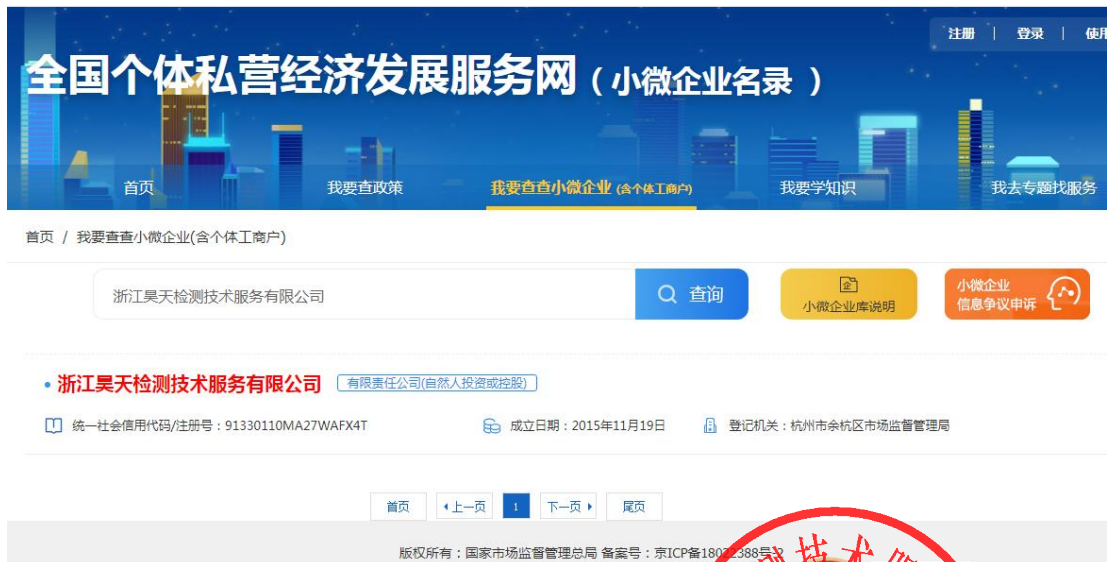 注册 | 登录 | 使用
全国个体私营经济发展服务网（小微企业名录 ）
首页 我要查政策 我要查查小微企业 (含个体工商户) 我要学知识 我去专题找服务
首页 / 我要查查小微企业(含个体工商户)
浙江昊天检测技术服务有限公司 查询 小微企业库说明 小微企业
信息争议申诉
浙江昊天检测技术服务有限公司 有限责任公司(自然人投资或控股)
统一社会信用代码/注册号：91330110MA27WAFX4T 成立日期：2015年11月19日 登记机关：杭州市余杭区市场监督管理局
首页 上一页 1 下一页 尾页
版权所有：国家市场监督管理总局 备案号：京ICP备18022388号-2
测技术服